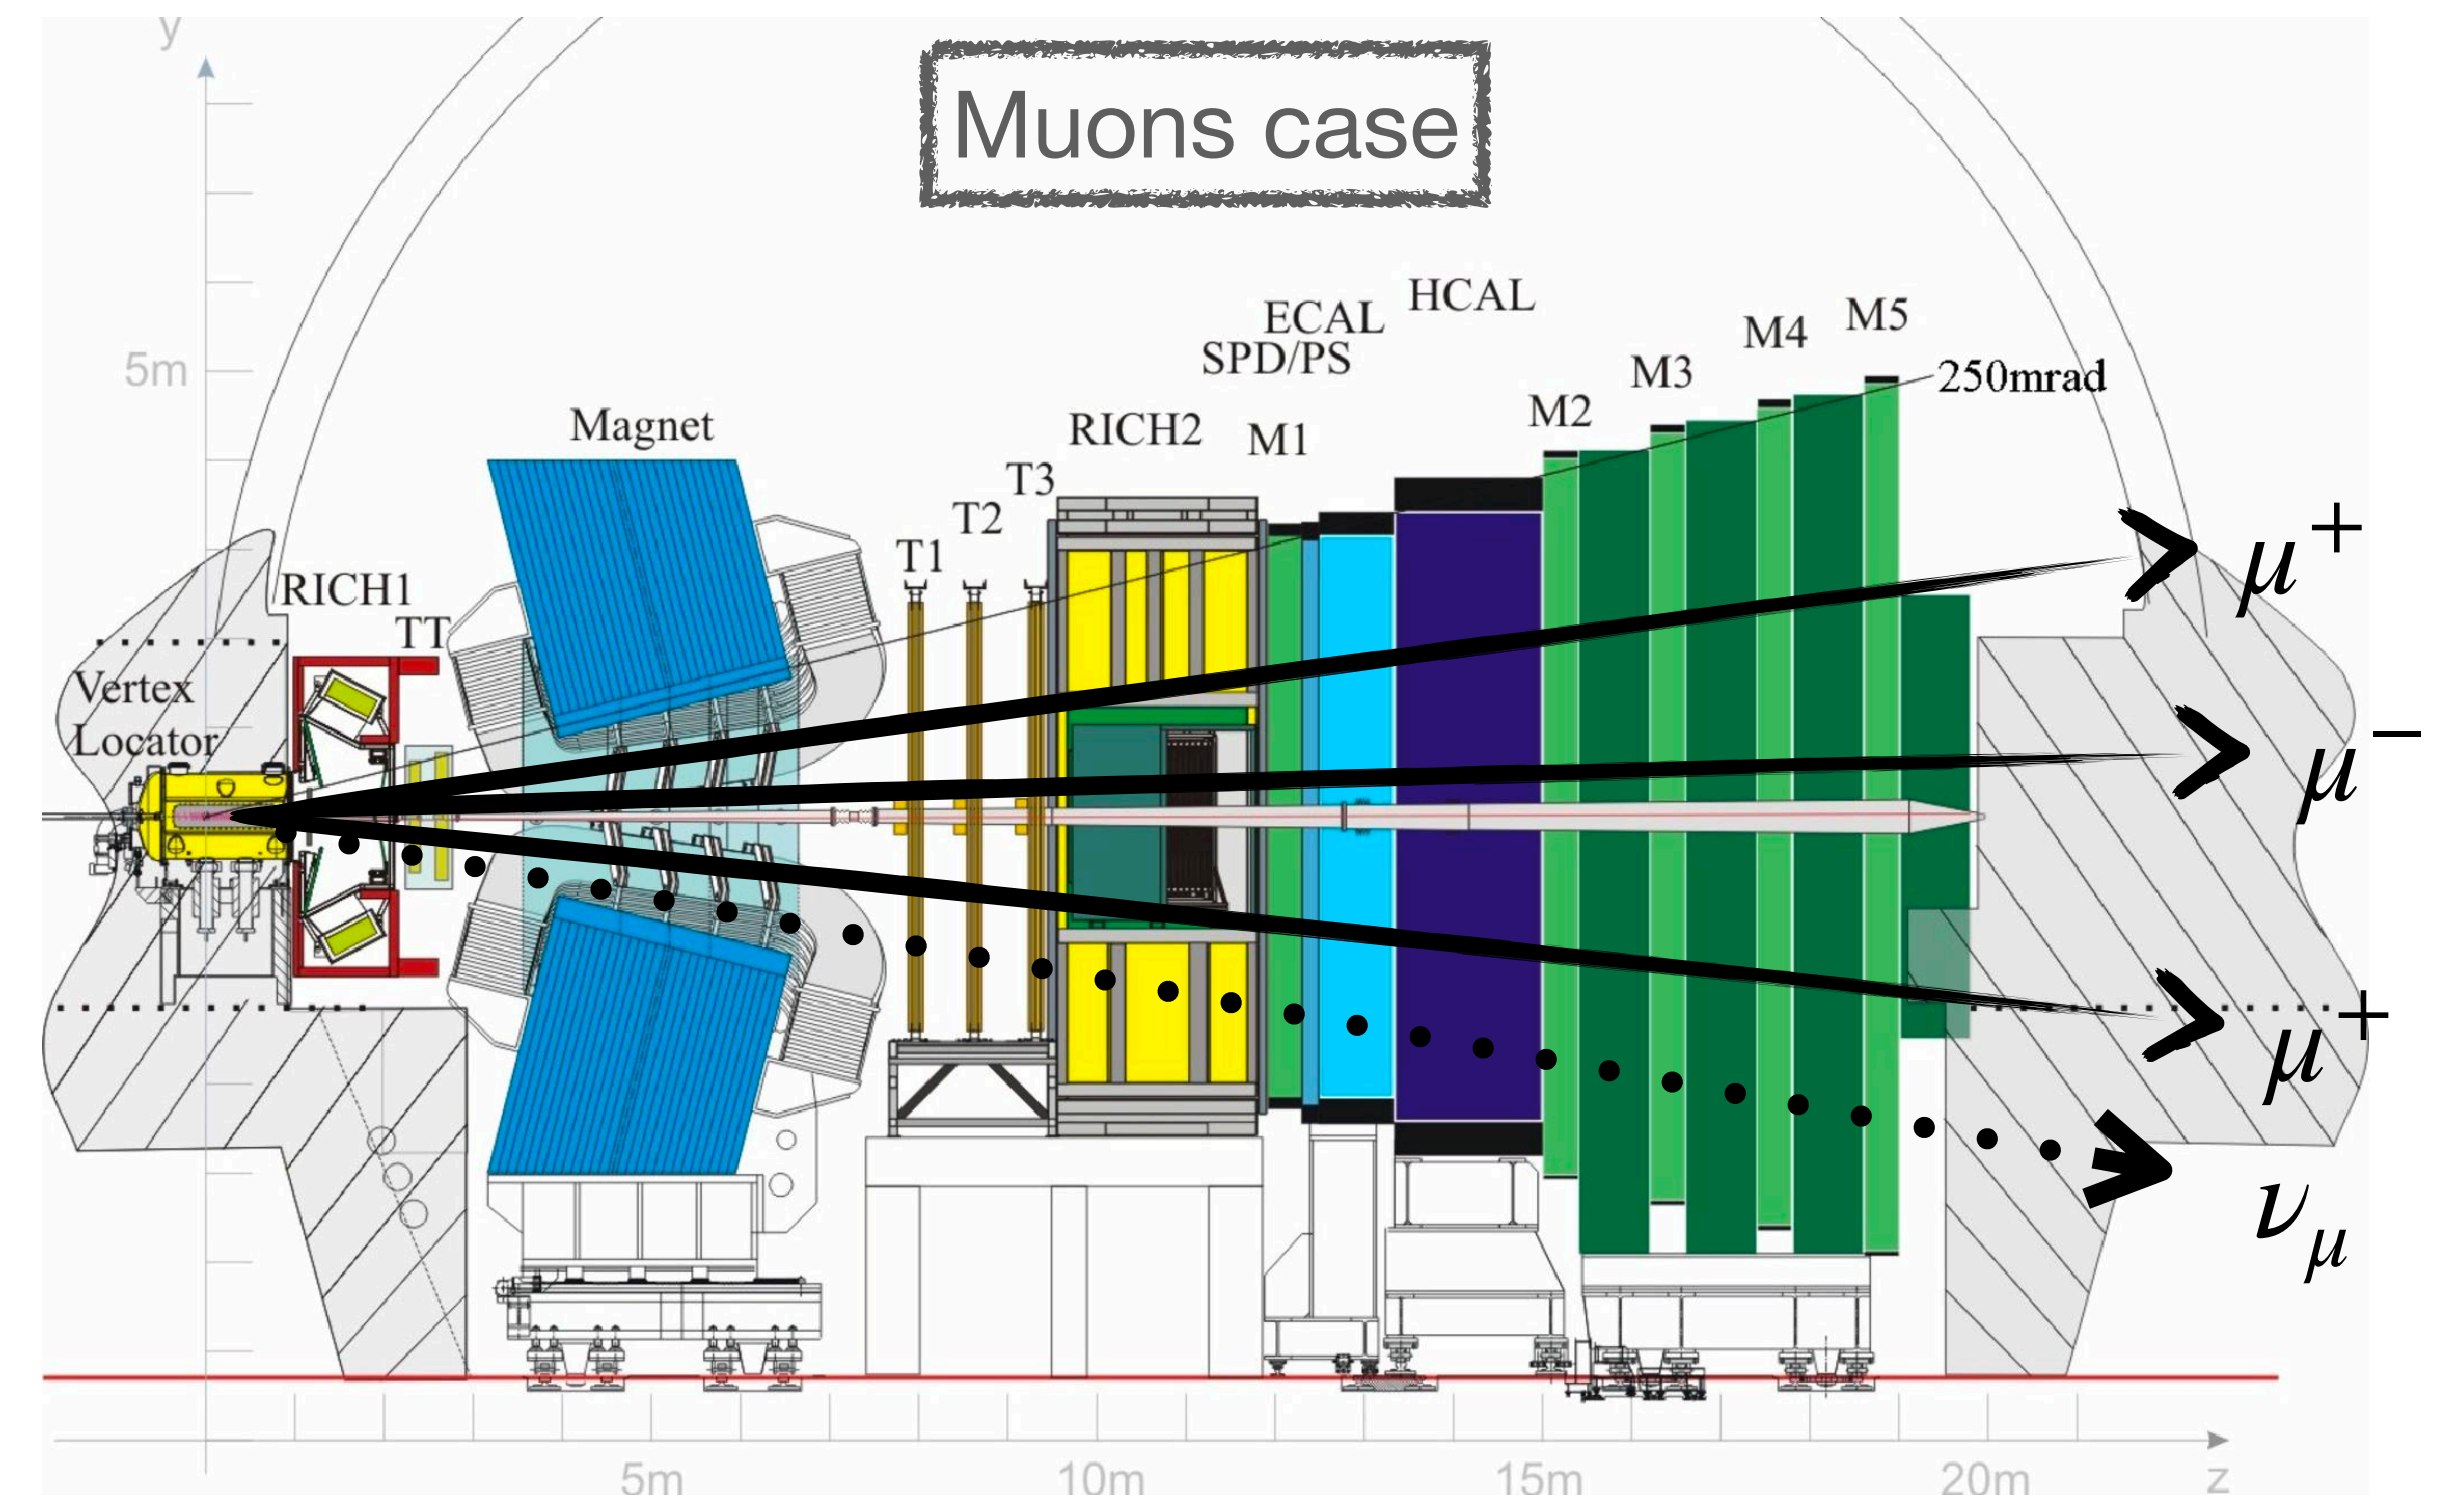 y
Muons case
HCAL
ECAL
SPD/PS
M5
M4
M3
250mrad
5m
M2
Magnet
RICH2
M1
T3
T2
T1
μ⁺
RICH1
TT
Vertex
Locator
μ⁻
μ⁺
ν_μ
5m
10m
15m
20m
z